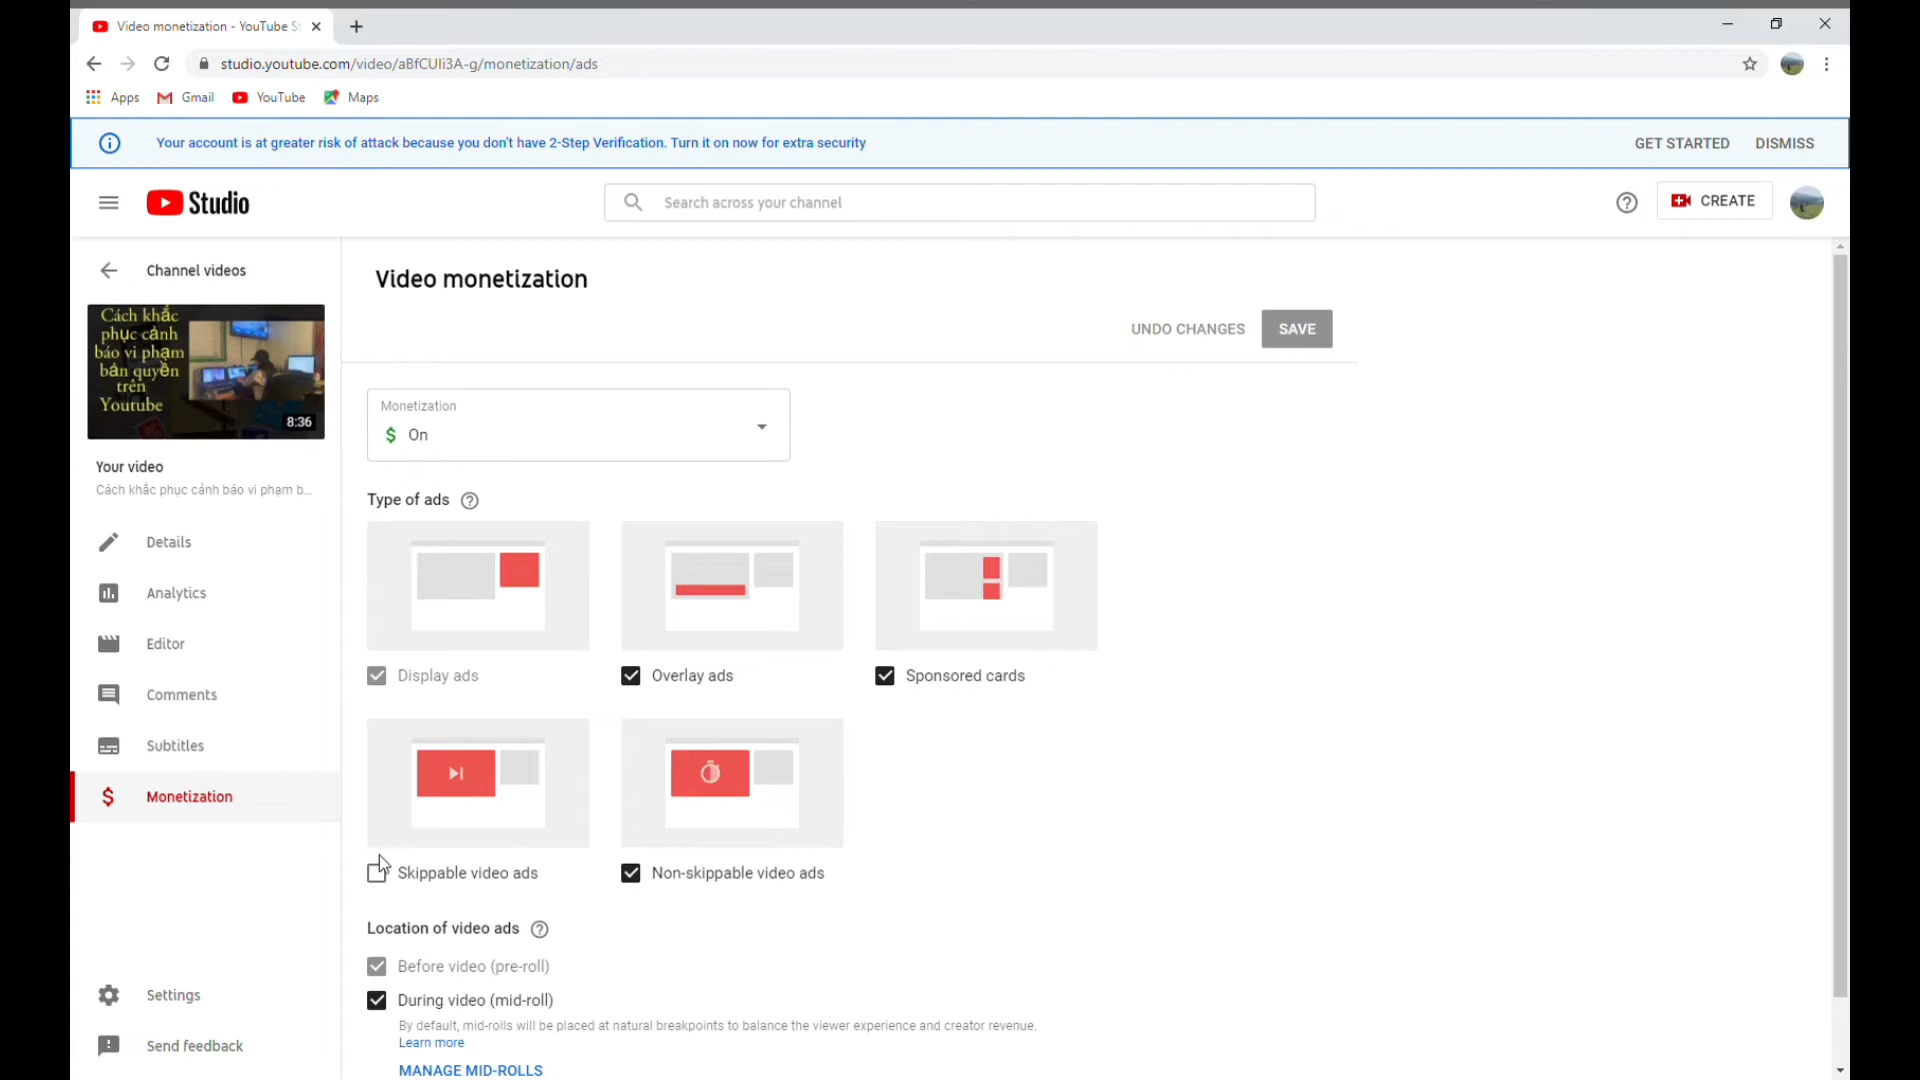 Video monetization - YouTube S
studio.youtube.com/video/aBfCUIi3A-g/monetization/ads
Apps
Gmail
YouTube
Maps
Your account is at greater risk of attack because you don't have 2-Step Verification. Turn it on now for extra security
GET STARTED
DISMISS
Studio
Search across your channel
CREATE
Channel videos
Cách khắc
phục cảnh
báo vi phạm
bản quyền
trên
Youtube
8:36
Your video
Cách khắc phục cảnh báo vi phạm b...
Details
Analytics
Editor
Comments
Subtitles
Monetization
Settings
Send feedback
Video monetization
UNDO CHANGES
SAVE
Monetization
$ On
Type of ads
Display ads
Overlay ads
Sponsored cards
Skippable video ads
Non-skippable video ads
Location of video ads
Before video (pre-roll)
During video (mid-roll)
By default, mid-rolls will be placed at natural breakpoints to balance the viewer experience and creator revenue.
Learn more
MANAGE MID-ROLLS